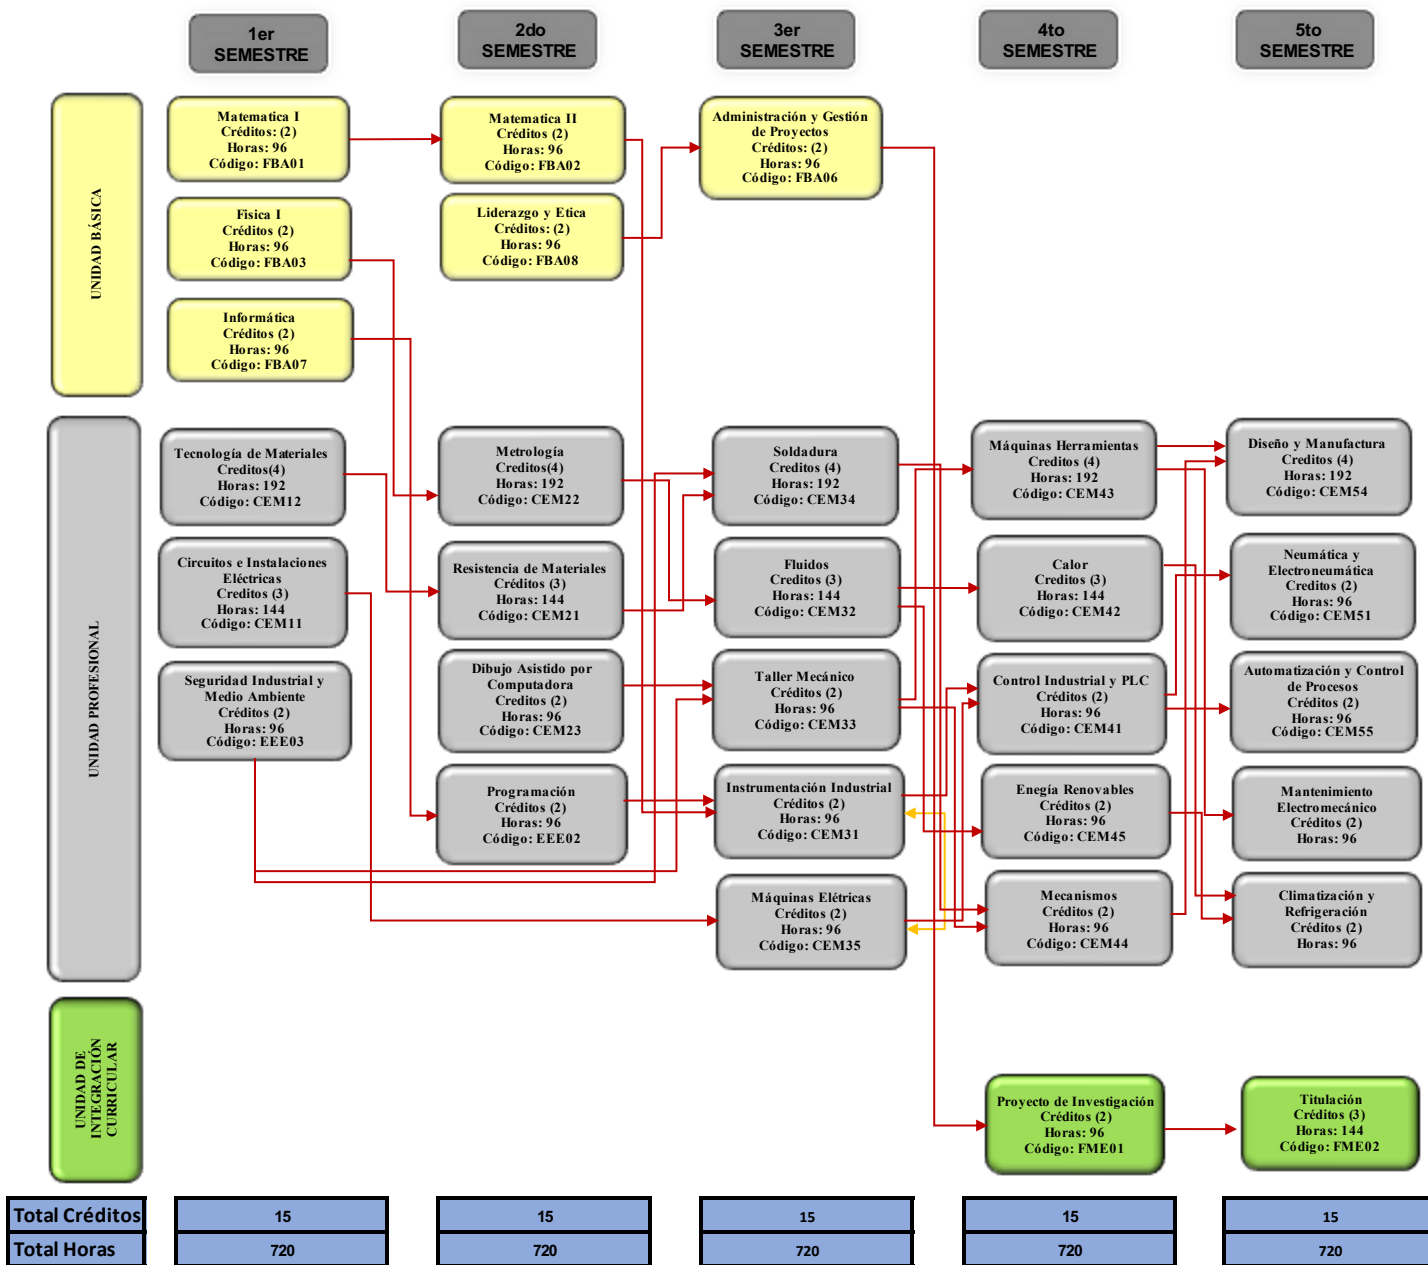 1er
SEMESTRE
2do
SEMESTRE
3er
SEMESTRE
4to
SEMESTRE
5to
SEMESTRE
UNIDAD BÁSICA
Matematica I
Créditos: (2)
Horas: 96
Código: FBA01
Matematica II
Créditos (2)
Horas: 96
Código: FBA02
Administración y Gestión
de Proyectos
Créditos: (2)
Horas: 96
Código: FBA06
Fisica I
Créditos (2)
Horas: 96
Código: FBA03
Liderazgo y Etica
Créditos: (2)
Horas: 96
Código: FBA08
Informática
Créditos (2)
Horas: 96
Código: FBA07
UNIDAD PROFESIONAL
Tecnología de Materiales
Creditos(4)
Horas: 192
Código: CEM12
Metrología
Creditos(4)
Horas: 192
Código: CEM22
Soldadura
Creditos (4)
Horas: 192
Código: CEM34
Máquinas Herramientas
Creditos (4)
Horas: 192
Código: CEM43
Diseño y Manufactura
Creditos (4)
Horas: 192
Código: CEM54
Circuitos e Instalaciones
Eléctricas
Creditos (3)
Horas: 144
Código: CEM11
Resistencia de Materiales
Créditos (3)
Horas: 144
Código: CEM21
Fluidos
Creditos (3)
Horas: 144
Código: CEM32
Calor
Creditos (3)
Horas: 144
Código: CEM42
Neumática y
Electroneumática
Creditos (2)
Horas: 96
Código: CEM51
Seguridad Industrial y
Medio Ambiente
Créditos (2)
Horas: 96
Código: EEE03
Dibujo Asistido por
Computadora
Creditos (2)
Horas: 96
Código: CEM23
Taller Mecánico
Créditos (2)
Horas: 96
Código: CEM33
Control Industrial y PLC
Créditos (2)
Horas: 96
Código: CEM41
Automatización y Control
de Procesos
Créditos (2)
Horas: 96
Código: CEM55
Programación
Créditos (2)
Horas: 96
Código: EEE02
Instrumentación Industrial
Créditos (2)
Horas: 96
Código: CEM31
Enegía Renovables
Créditos (2)
Horas: 96
Código: CEM45
Mantenimiento
Electromecánico
Créditos (2)
Horas: 96
Máquinas Elétricas
Créditos (2)
Horas: 96
Código: CEM35
Mecanismos
Créditos (2)
Horas: 96
Código: CEM44
Climatización y
Refrigeración
Créditos (2)
Horas: 96
UNIDAD DE
INTEGRACIÓN
CURRICULAR
Proyecto de Investigación
Créditos (2)
Horas: 96
Código: FME01
Titulación
Créditos (3)
Horas: 144
Código: FME02
Total Créditos 15 15 15 15 15
Total Horas 720 720 720 720 720